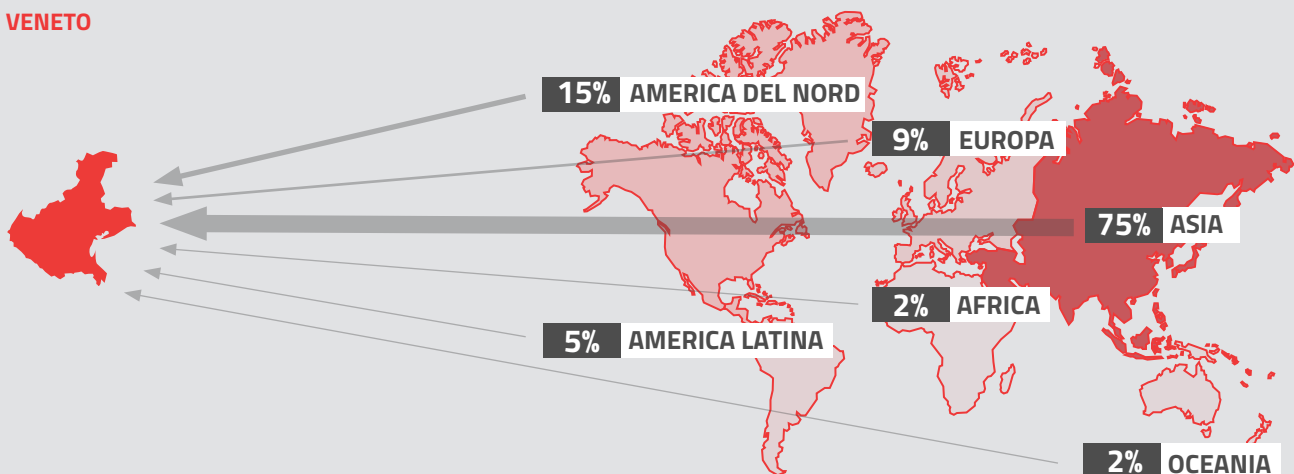 VENETO
15% AMERICA DEL NORD
9% EUROPA
75% ASIA
2% AFRICA
5% AMERICA LATINA
2% OCEANIA